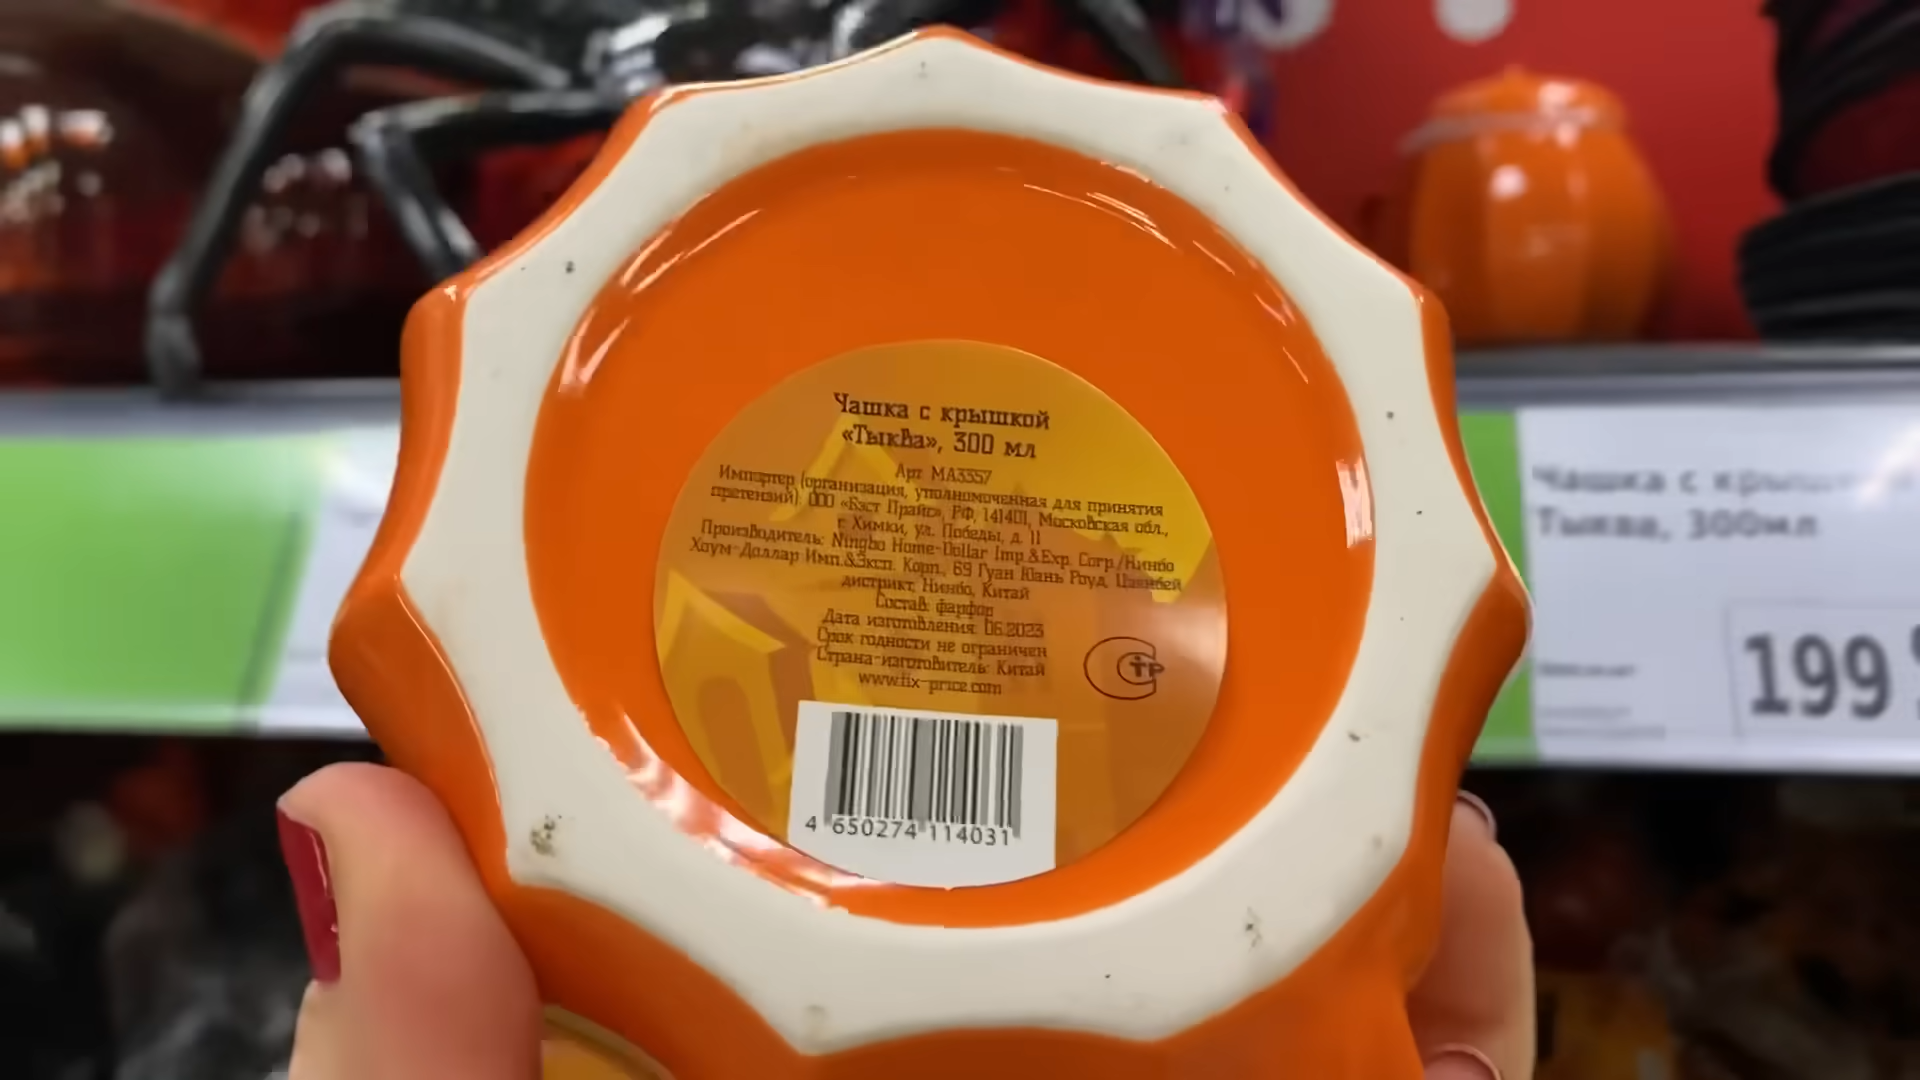 Чашка с крышкой
«Тыква», 300 мл
Арт. МА3357
Импортер (организация, уполномоченная для принятия
претензий): ООО «Бэст Прайс», РФ, 141401, Московская обл.,
г. Химки, ул. Победы, д. 11
Производитель: Ningbo Home-Dollar Imp.&Exp. Corp./Нинбо
Хоум-Доллар Имп.&Эксп. Корп., 69 Гуан Юань Роуд, Цзянбей
дистрикт, Нинбо, Китай
Состав: фарфор
Дата изготовления: 06.2023
Срок годности не ограничен
Страна-изготовитель: Китай
www.fix-price.com
СТР
4 650274 114031
Чашка с крышкой
Тыква, 300мл
199